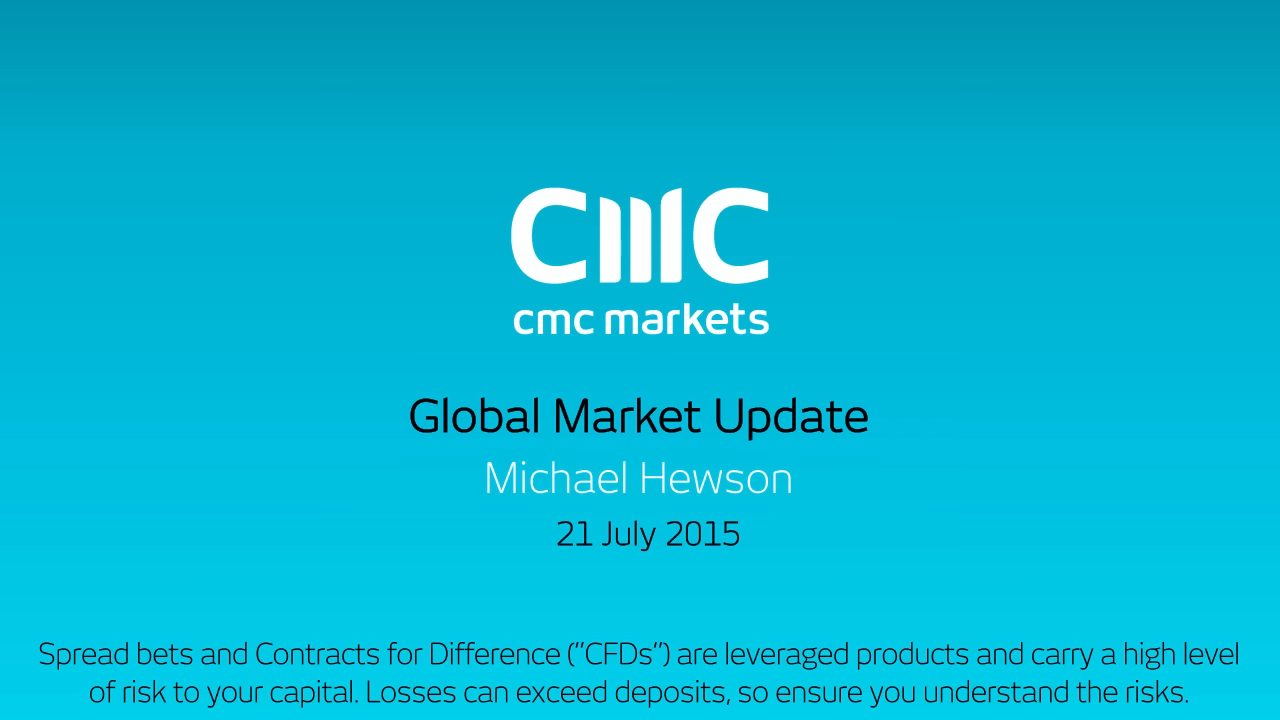 cmc
cmc markets
Global Market Update
Michael Hewson
21 July 2015
Spread bets and Contracts for Difference (“CFDs”) are leveraged products and carry a high level
of risk to your capital. Losses can exceed deposits, so ensure you understand the risks.